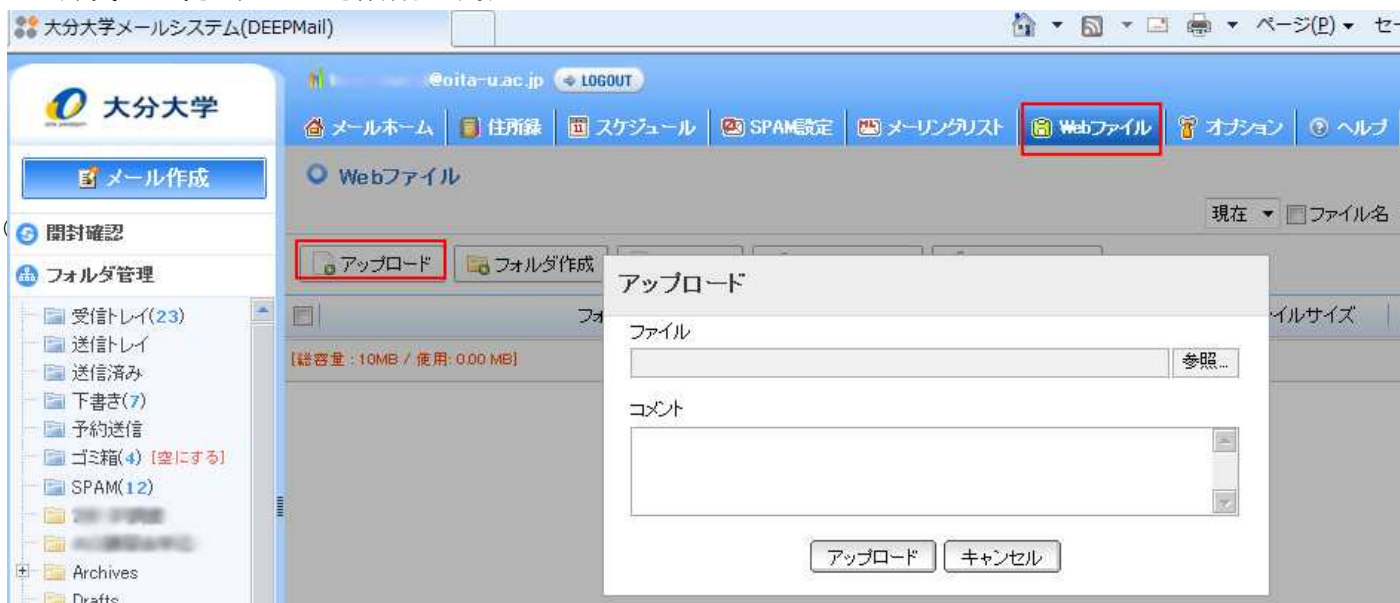 大分大学メールシステム(DEEPMail)
ページ(P)
大分大学
@oita-u.ac.jp LOGOUT
メールホーム 住所録 スケジュール SPAM設定 メーリングリスト Webファイル オプション ヘルプ
メール作成
Webファイル
現在 ファイル名
開封確認
アップロード フォルダ作成
フォルダ管理
アップロード
受信トレイ(23)
イルサイズ
ファイル
送信トレイ
[総容量 : 10MB / 使用: 0.00 MB]
参照...
送信済み
下書き(7)
コメント
予約送信
ゴミ箱(4) [空にする]
SPAM(12)
アップロード キャンセル
Archives
Drafts